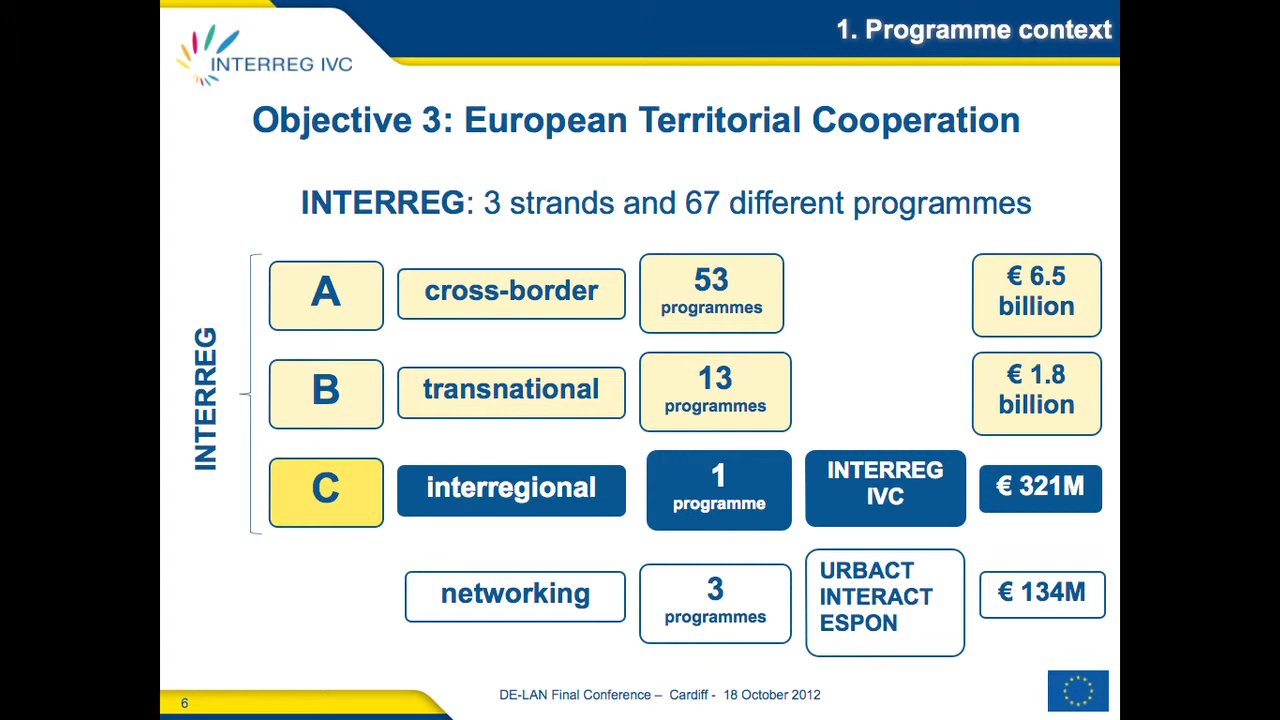 1. Programme context
INTERREG IVC
Objective 3: European Territorial Cooperation
INTERREG: 3 strands and 67 different programmes
INTERREG
A
cross-border
53
programmes
€ 6.5
billion
B
transnational
13
programmes
€ 1.8
billion
C
interregional
1
programme
INTERREG
IVC
€ 321M
networking
3
programmes
URBACT
INTERACT
ESPON
€ 134M
6
DE-LAN Final Conference – Cardiff - 18 October 2012